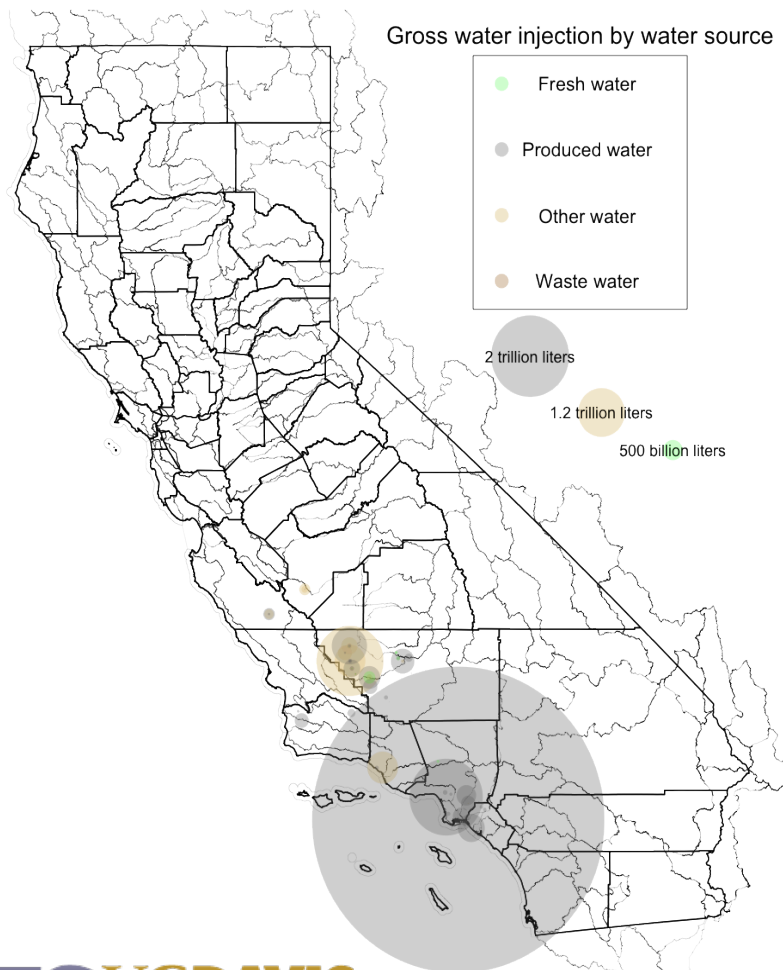 Gross water injection by water source
Fresh water
Produced water
Other water
Waste water
2 trillion liters
1.2 trillion liters
500 billion liters